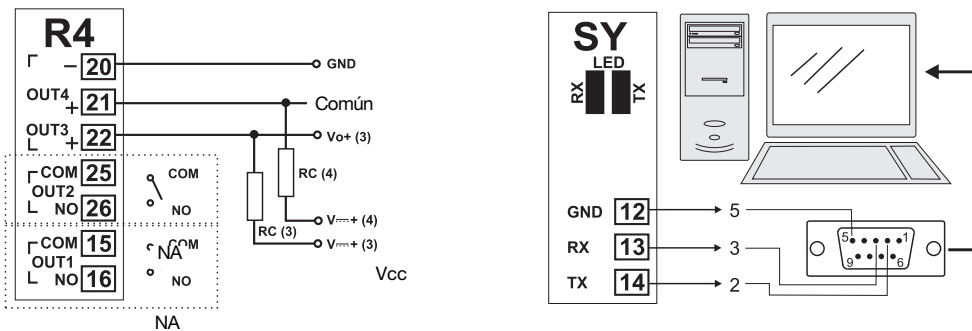 R4
− 20
GND
OUT4
+ 21
Común
OUT3
+ 22
Vo+ (3)
COM 25
COM
OUT2
NO 26
NO
RC (4)
V⎓+ (4)
RC (3)
V⎓+ (3)
COM 15
COM
NA
OUT1
NO 16
NO
Vcc
NA
SY
LED
RX
TX
GND 12
5
RX 13
3
TX 14
2
5
1
9
6